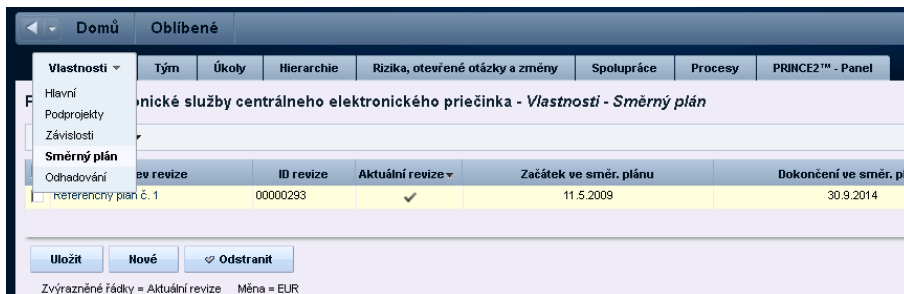 Domů Oblíbené
Vlastnosti Tým Úkoly Hierarchie Rizika, otevřené otázky a změny Spolupráce Procesy PRINCE2™ - Panel
Hlavní
onické služby centrálneho elektronického priečinka - Vlastnosti - Směrný plán
Podprojekty
Závislosti
Směrný plán
Odhadování
ev revize ID revize Aktuální revize Začátek ve směr. plánu Dokončení ve směr. pl
Referenčný plán č. 1 00000293 11.5.2009 30.9.2014
Uložit Nové Odstranit
Zvýrazněné řádky = Aktuální revize Měna = EUR